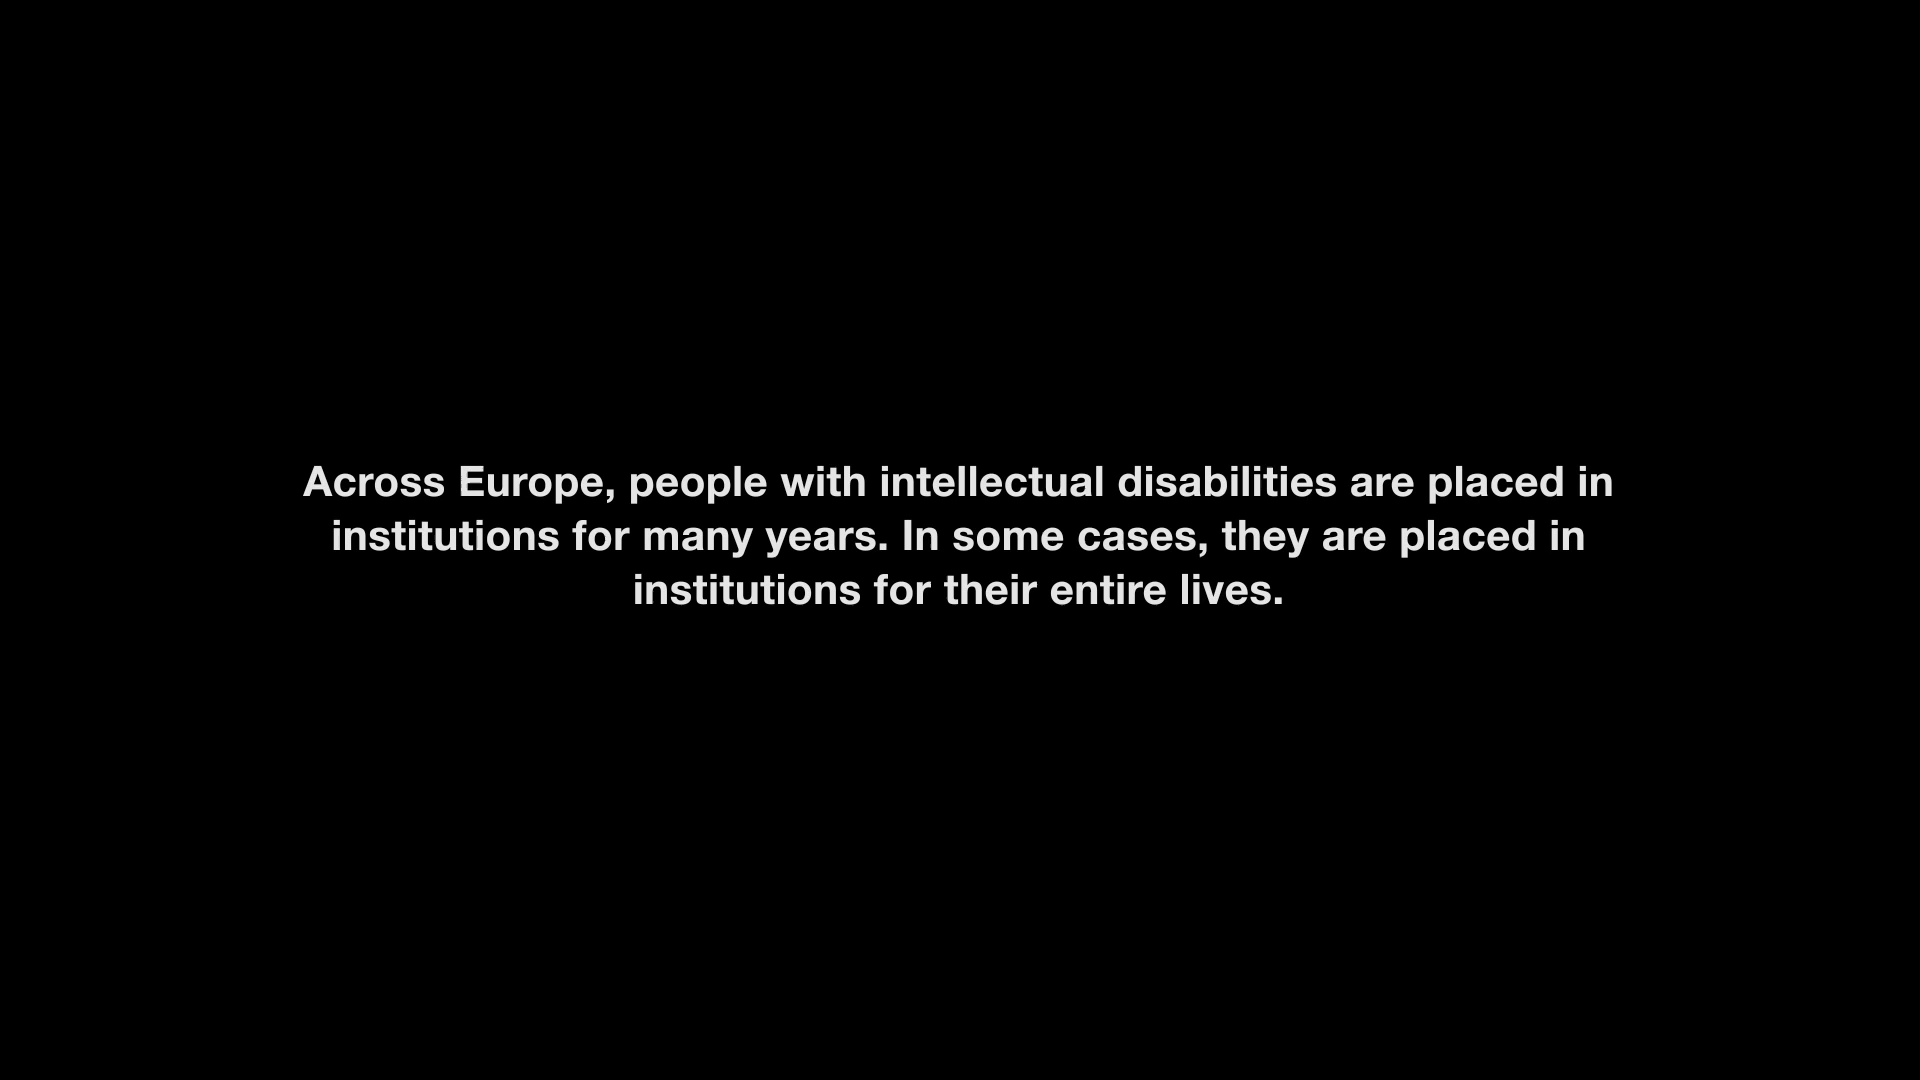 Across Europe, people with intellectual disabilities are placed in
institutions for many years. In some cases, they are placed in
institutions for their entire lives.